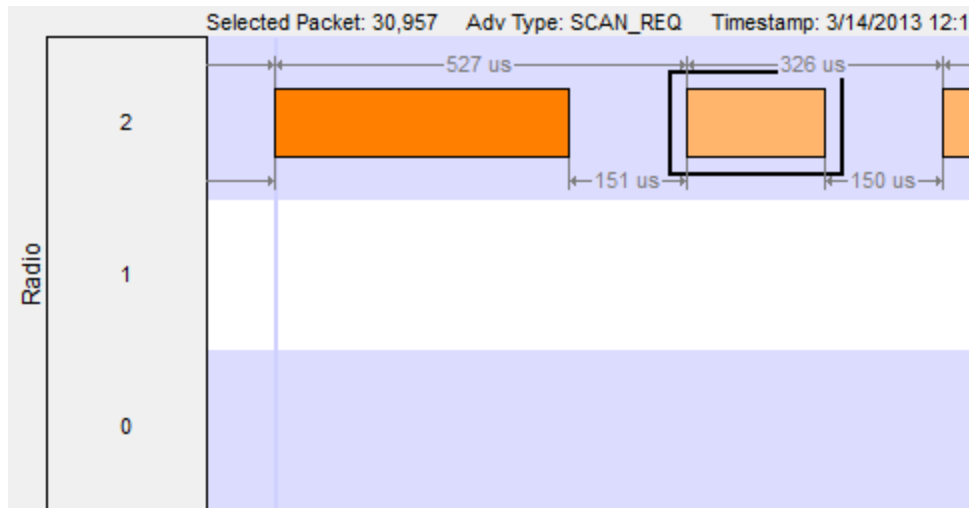 Selected Packet: 30,957 Adv Type: SCAN_REQ Timestamp: 3/14/2013 12:1
527 us 326 us
2
151 us 150 us
Radio
1
0